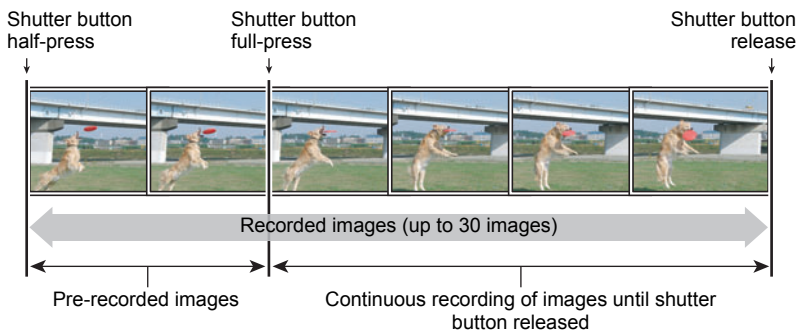 Shutter button
half-press
Shutter button
full-press
Shutter button
release
Recorded images (up to 30 images)
Pre-recorded images
Continuous recording of images until shutter
button released